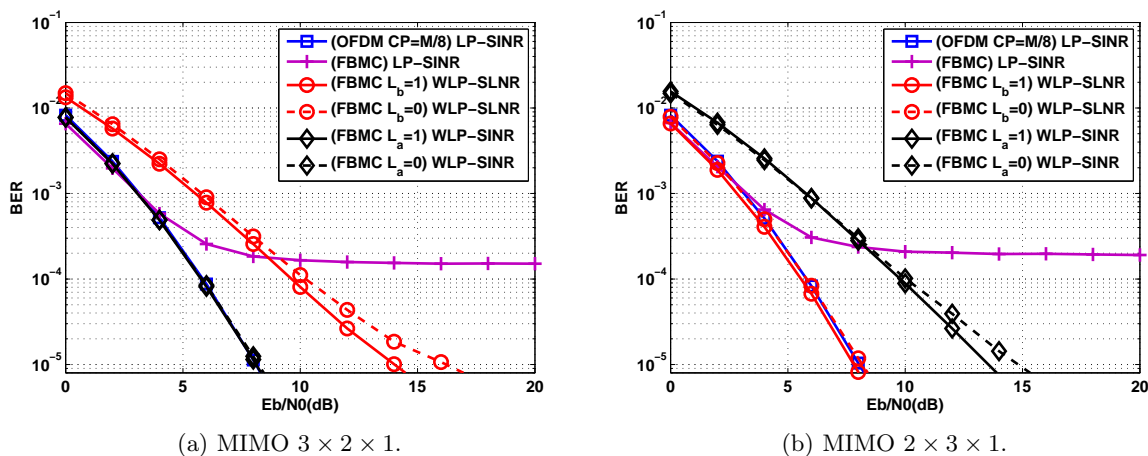 10⁻¹
10⁻²
10⁻³
10⁻⁴
10⁻⁵
BER
0 5 10 15 20
Eb/N0(dB)
(OFDM CP=M/8) LP−SINR
(FBMC) LP−SINR
(FBMC L_b=1) WLP−SLNR
(FBMC L_b=0) WLP−SLNR
(FBMC L_a=1) WLP−SINR
(FBMC L_a=0) WLP−SINR
(a) MIMO 3 × 2 × 1.
10⁻¹
10⁻²
10⁻³
10⁻⁴
10⁻⁵
BER
0 5 10 15 20
Eb/N0(dB)
(OFDM CP=M/8) LP−SINR
(FBMC) LP−SINR
(FBMC L_b=1) WLP−SLNR
(FBMC L_b=0) WLP−SLNR
(FBMC L_a=1) WLP−SINR
(FBMC L_a=0) WLP−SINR
(b) MIMO 2 × 3 × 1.